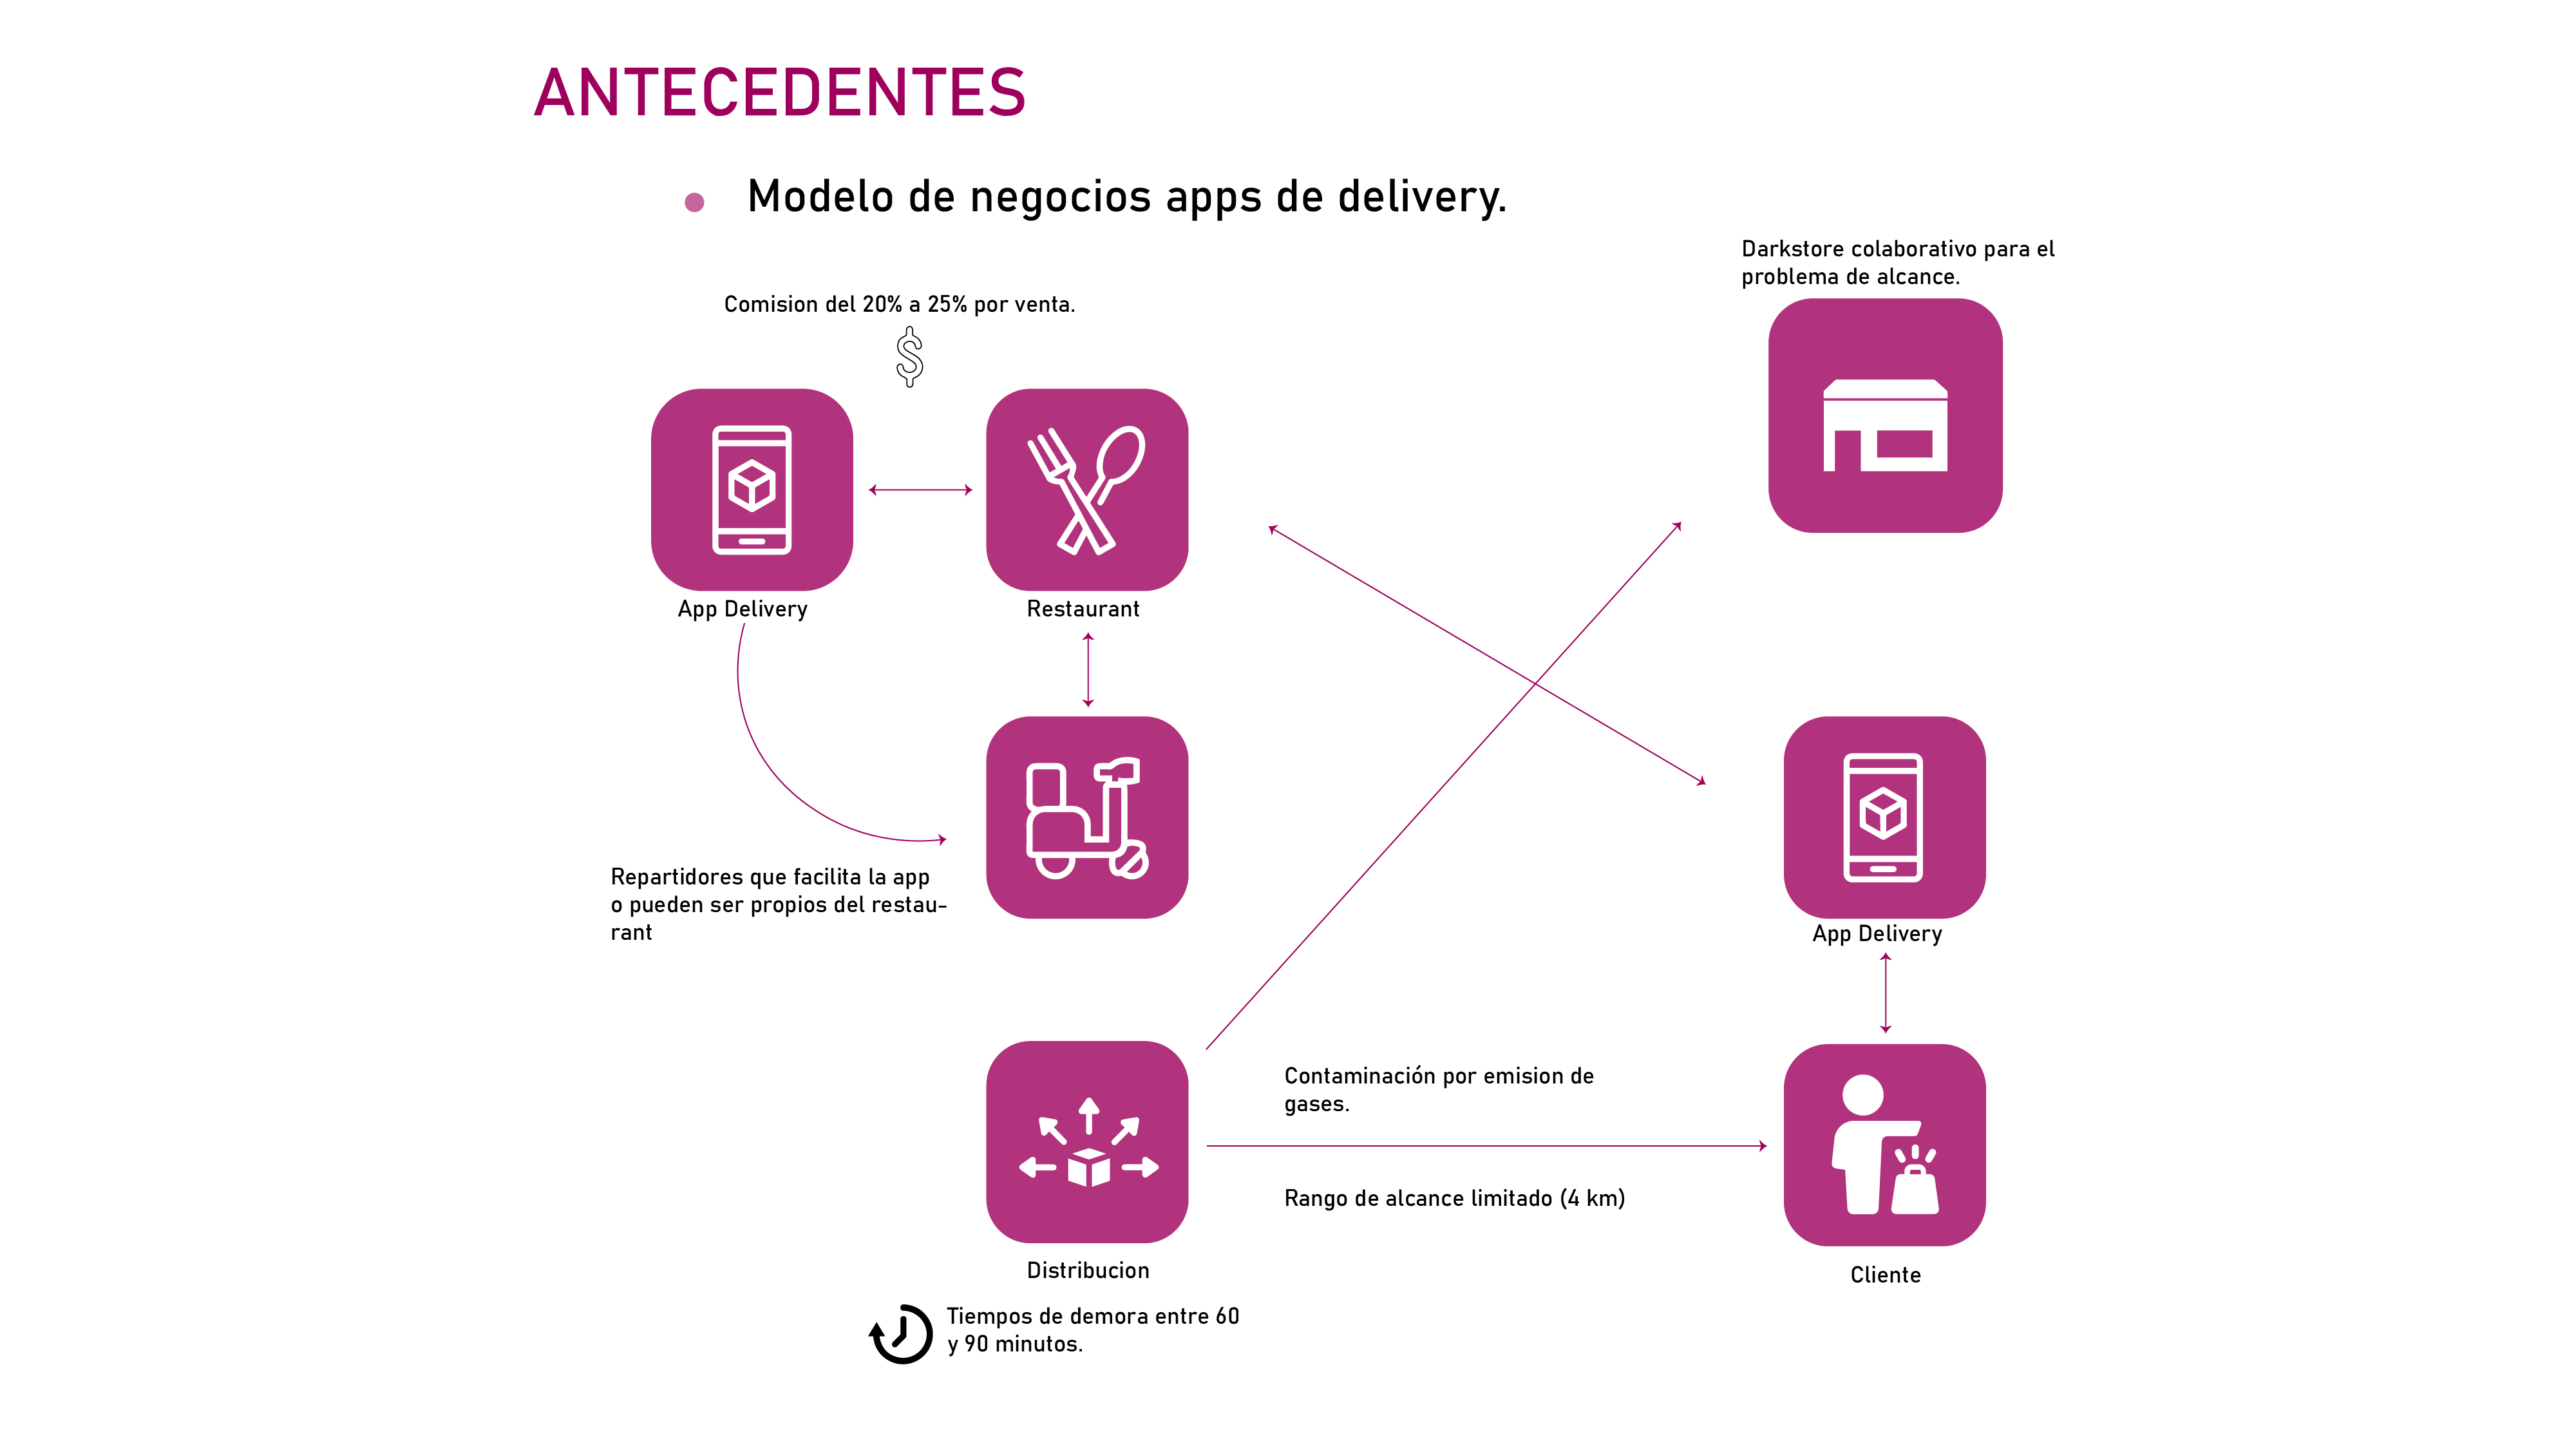 ANTECEDENTES
Modelo de negocios apps de delivery.
Darkstore colaborativo para el
problema de alcance.
Comision del 20% a 25% por venta.
$
App Delivery
Restaurant
Repartidores que facilita la app
o pueden ser propios del restau-
rant
App Delivery
Contaminación por emision de
gases.
Rango de alcance limitado (4 km)
Distribucion
Cliente
Tiempos de demora entre 60
y 90 minutos.